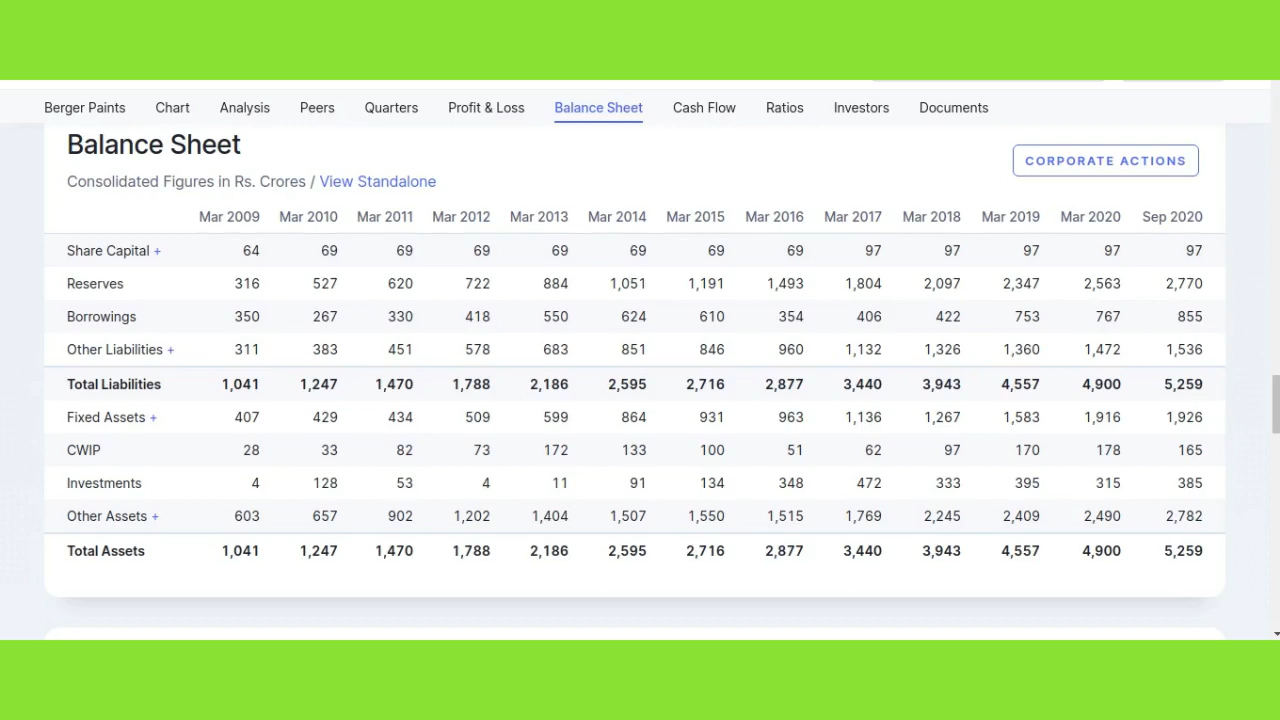 Berger Paints Chart Analysis Peers Quarters Profit & Loss Balance Sheet Cash Flow Ratios Investors Documents
Balance Sheet
CORPORATE ACTIONS
Consolidated Figures in Rs. Crores / View Standalone
Mar 2009 Mar 2010 Mar 2011 Mar 2012 Mar 2013 Mar 2014 Mar 2015 Mar 2016 Mar 2017 Mar 2018 Mar 2019 Mar 2020 Sep 2020
Share Capital + 64 69 69 69 69 69 69 69 97 97 97 97 97
Reserves 316 527 620 722 884 1,051 1,191 1,493 1,804 2,097 2,347 2,563 2,770
Borrowings 350 267 330 418 550 624 610 354 406 422 753 767 855
Other Liabilities + 311 383 451 578 683 851 846 960 1,132 1,326 1,360 1,472 1,536
Total Liabilities 1,041 1,247 1,470 1,788 2,186 2,595 2,716 2,877 3,440 3,943 4,557 4,900 5,259
Fixed Assets + 407 429 434 509 599 864 931 963 1,136 1,267 1,583 1,916 1,926
CWIP 28 33 82 73 172 133 100 51 62 97 170 178 165
Investments 4 128 53 4 11 91 134 348 472 333 395 315 385
Other Assets + 603 657 902 1,202 1,404 1,507 1,550 1,515 1,769 2,245 2,409 2,490 2,782
Total Assets 1,041 1,247 1,470 1,788 2,186 2,595 2,716 2,877 3,440 3,943 4,557 4,900 5,259